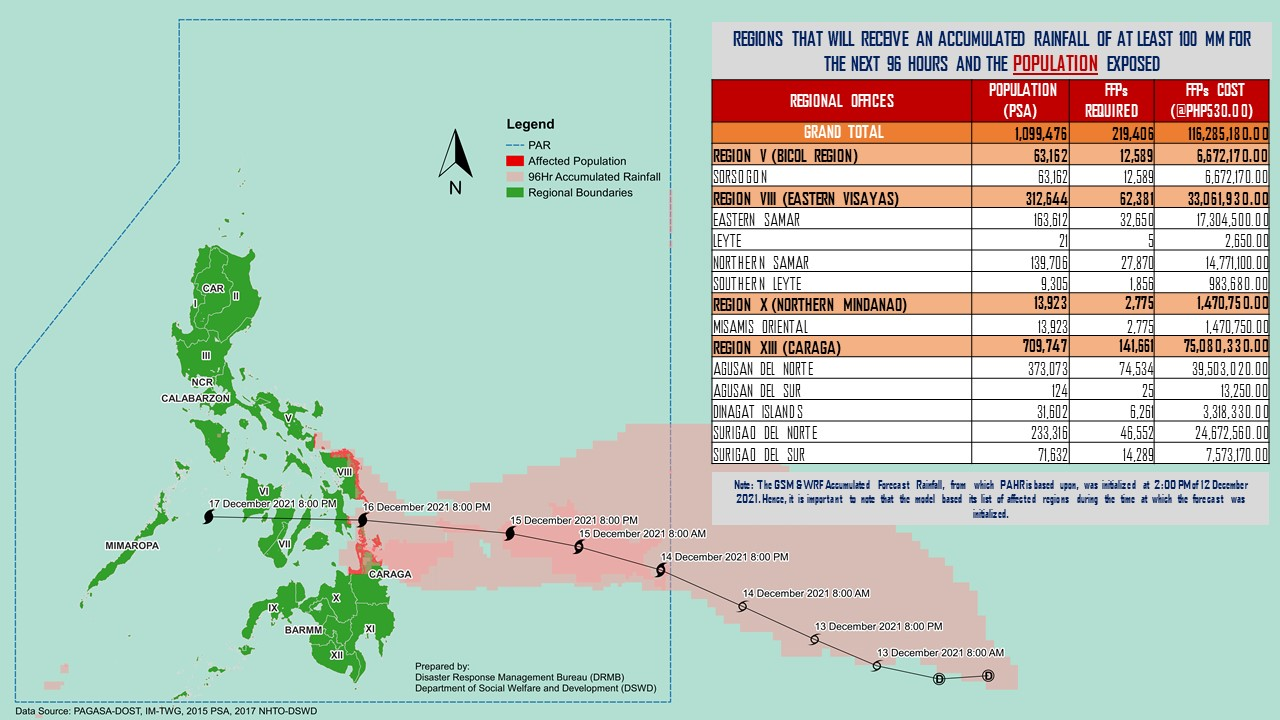 REGIONS THAT WILL RECEIVE AN ACCUMULATED RAINFALL OF AT LEAST 100 MM FOR
THE NEXT 96 HOURS AND THE POPULATION EXPOSED
REGIONAL OFFICES POPULATION (PSA) FFPs REQUIRED FFPs COST (@PHP530.00)
GRAND TOTAL 1,099,476 219,406 116,285,180.00
REGION V (BICOL REGION) 63,162 12,589 6,672,170.00
SORSOGON 63,162 12,589 6,672,170.00
REGION VIII (EASTERN VISAYAS) 312,644 62,381 33,061,930.00
EASTERN SAMAR 163,612 32,650 17,304,500.00
LEYTE 21 5 2,650.00
NORTHERN SAMAR 139,706 27,870 14,771,100.00
SOUTHERN LEYTE 9,305 1,856 983,680.00
REGION X (NORTHERN MINDANAO) 13,923 2,775 1,470,750.00
MISAMIS ORIENTAL 13,923 2,775 1,470,750.00
REGION XIII (CARAGA) 709,747 141,661 75,080,330.00
AGUSAN DEL NORTE 373,073 74,534 39,503,020.00
AGUSAN DEL SUR 124 25 13,250.00
DINAGAT ISLANDS 31,602 6,261 3,318,330.00
SURIGAO DEL NORTE 233,316 46,552 24,672,560.00
SURIGAO DEL SUR 71,632 14,289 7,573,170.00
Note: The GSM & WRF Accumulated Forecast Rainfall, from which PAHR is based upon, was initialized at 2:00 PM of 12 December
2021. Hence, it is important to note that the model based its list of affected regions during the time at which the forecast was
initialized.
Legend
PAR
Affected Population
96Hr Accumulated Rainfall
Regional Boundaries
N
CAR
I
II
III
NCR
CALABARZON
V
VIII
VI
VII
MIMAROPA
CARAGA
X
IX
BARMM
XI
XII
17 December 2021 8:00 PM
16 December 2021 8:00 PM
15 December 2021 8:00 PM
15 December 2021 8:00 AM
14 December 2021 8:00 PM
14 December 2021 8:00 AM
13 December 2021 8:00 PM
13 December 2021 8:00 AM
D
D
Prepared by:
Disaster Response Management Bureau (DRMB)
Department of Social Welfare and Development (DSWD)
Data Source: PAGASA-DOST, IM-TWG, 2015 PSA, 2017 NHTO-DSWD